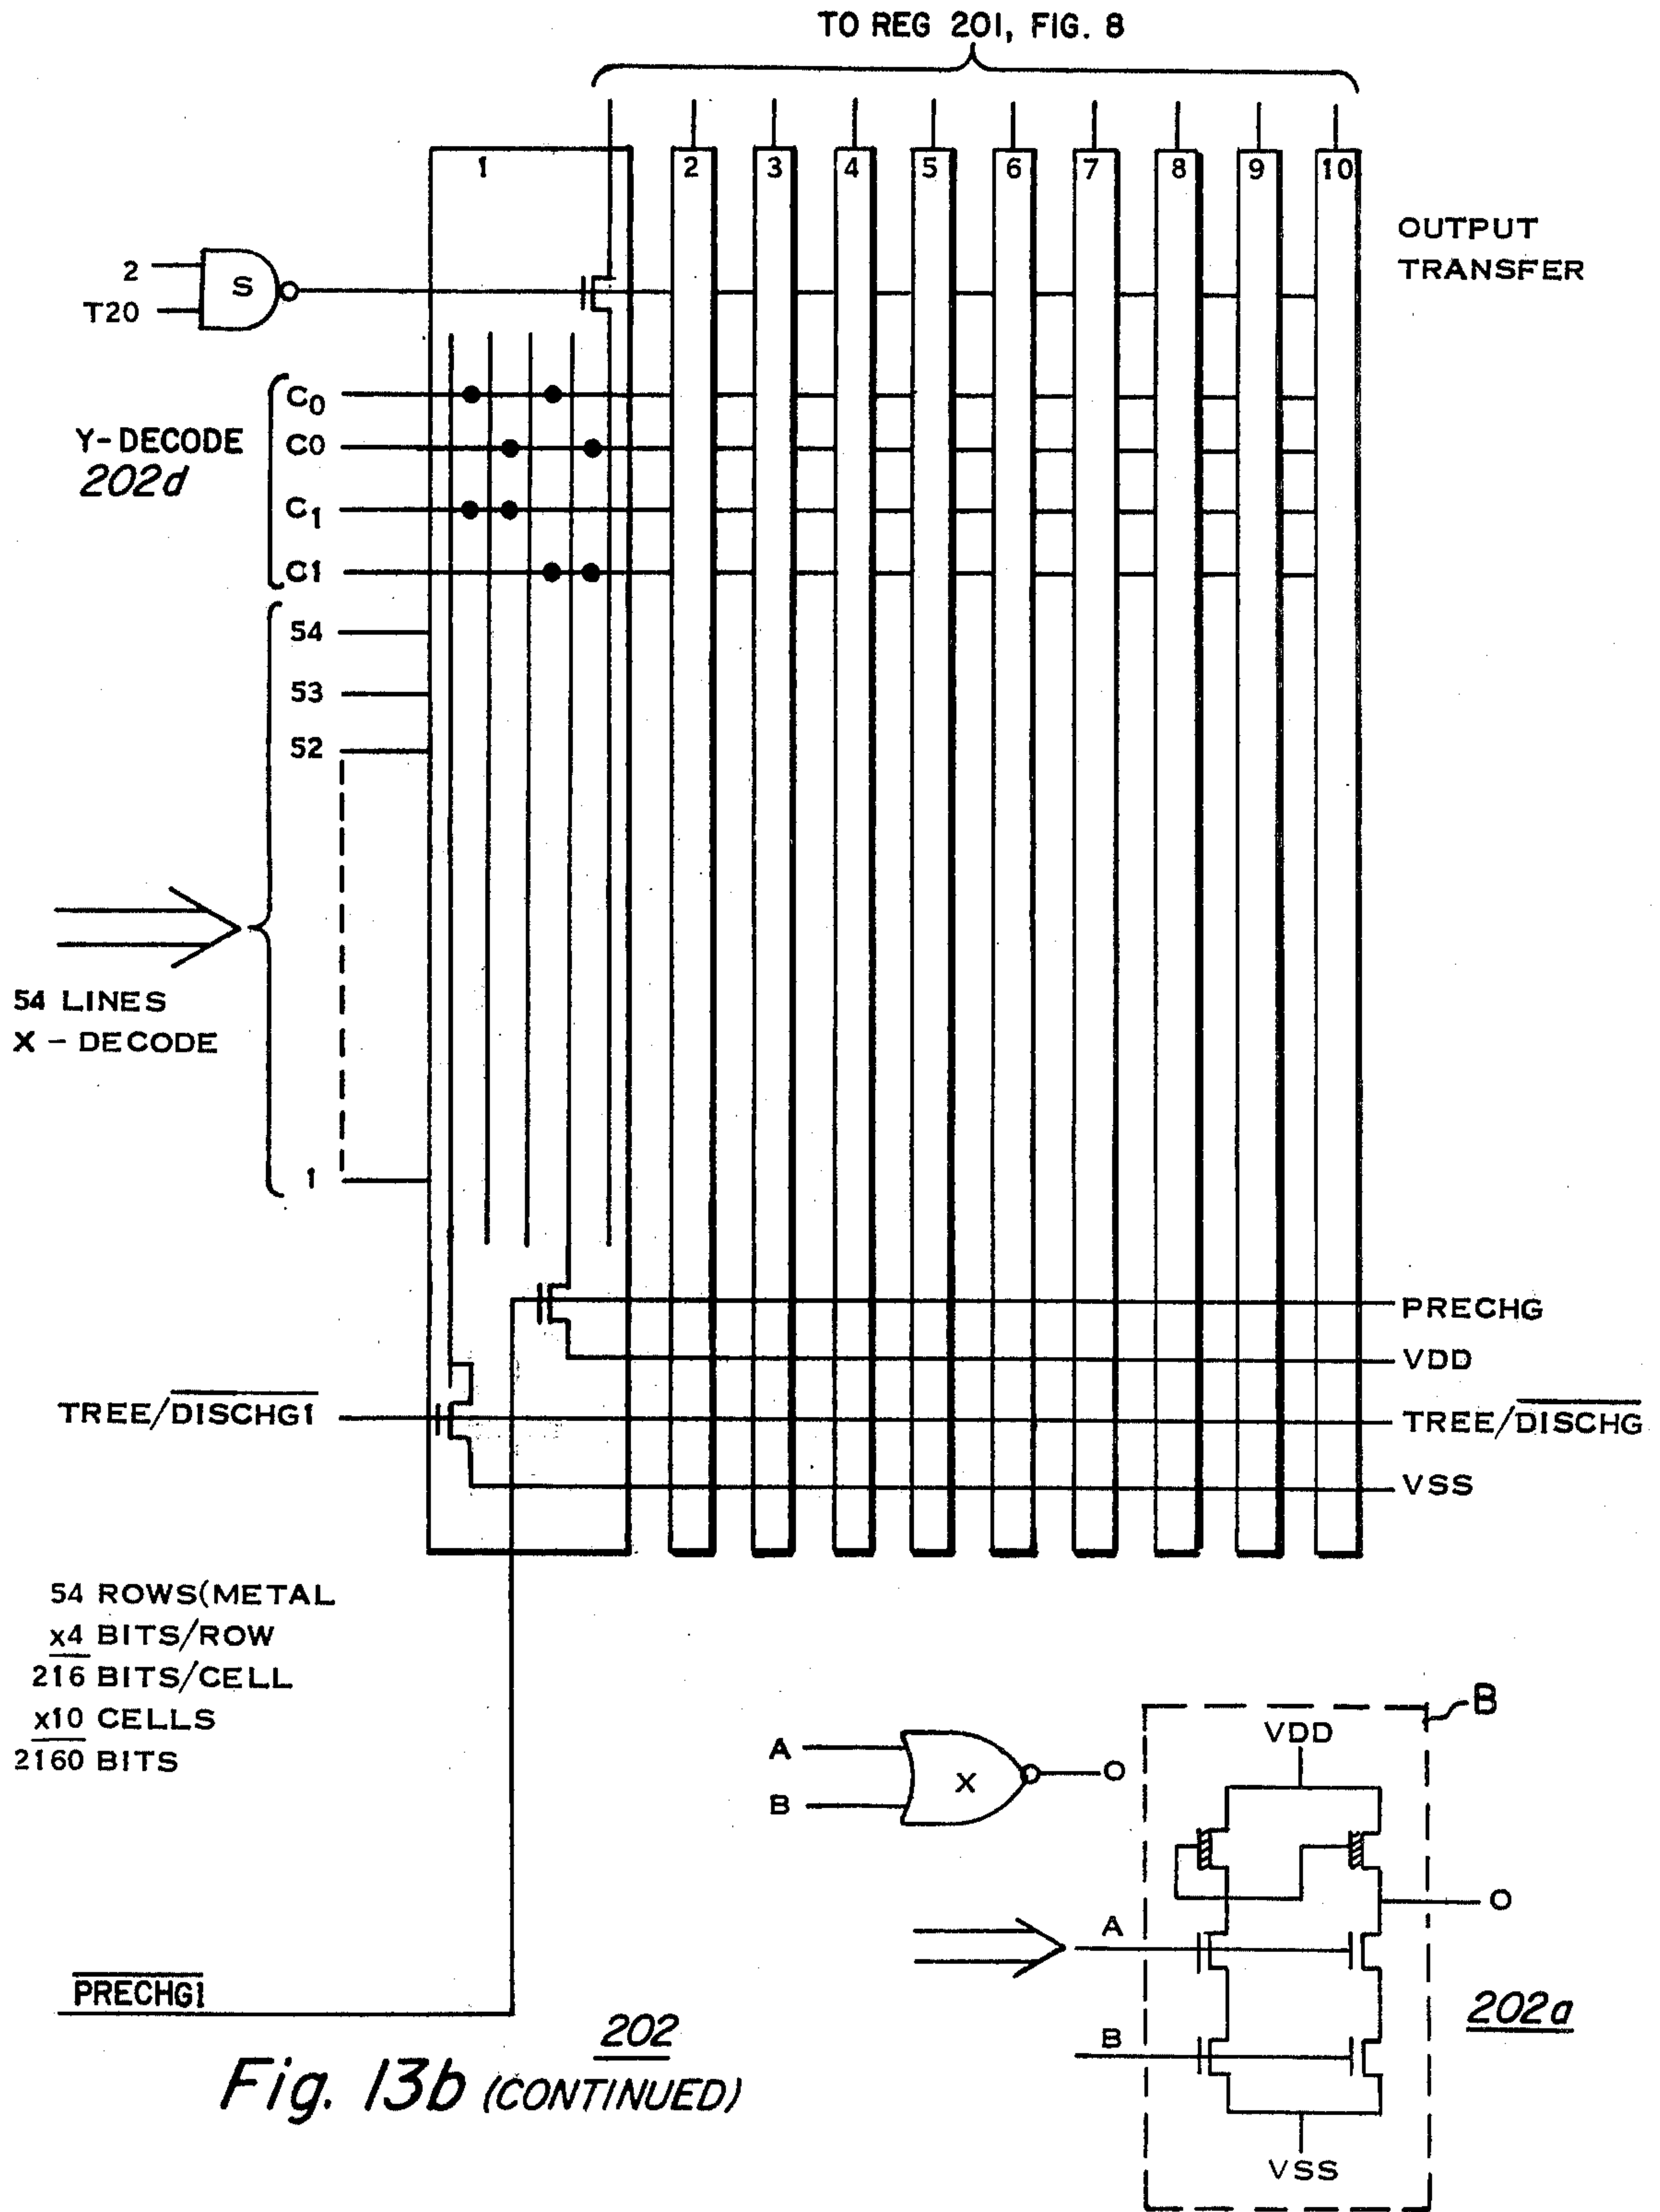 TO REG 201, FIG. 8
1 2 3 4 5 6 7 8 9 10
OUTPUT
TRANSFER
2
S
T20
C0
Y-DECODE
C0
202d
C1
C1
54
53
52
54 LINES
X - DECODE
1
PRECHG
VDD
TREE/DISCHG1
TREE/DISCHG
VSS
54 ROWS(METAL
x4 BITS/ROW
216 BITS/CELL
x10 CELLS
2160 BITS
B
VDD
A
X
O
B
O
A
B
202a
VSS
PRECHG1
202
Fig. 13b (CONTINUED)